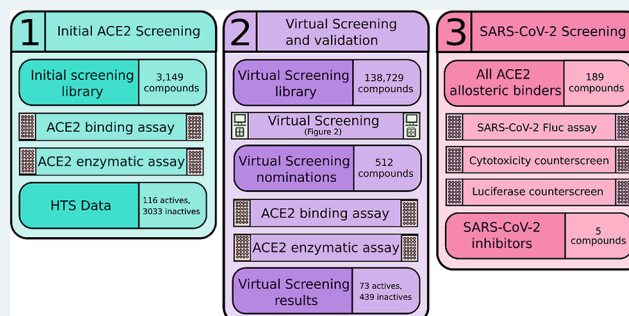 1
Initial ACE2 Screening
Initial screening
library
3,149
compounds
ACE2 binding assay
ACE2 enzymatic assay
HTS Data
116 actives,
3033 inactives
2
Virtual Screening
and validation
Virtual Screening
library
138,729
compounds
Virtual Screening
(Figure 2)
Virtual Screening
nominations
512
compounds
ACE2 binding assay
ACE2 enzymatic assay
Virtual Screening
results
73 actives,
439 inactives
3
SARS-CoV-2 Screening
All ACE2
allosteric binders
189
compounds
SARS-CoV-2 Fluc assay
Cytotoxicity counterscreen
Luciferase counterscreen
SARS-CoV-2
inhibitors
5
compounds